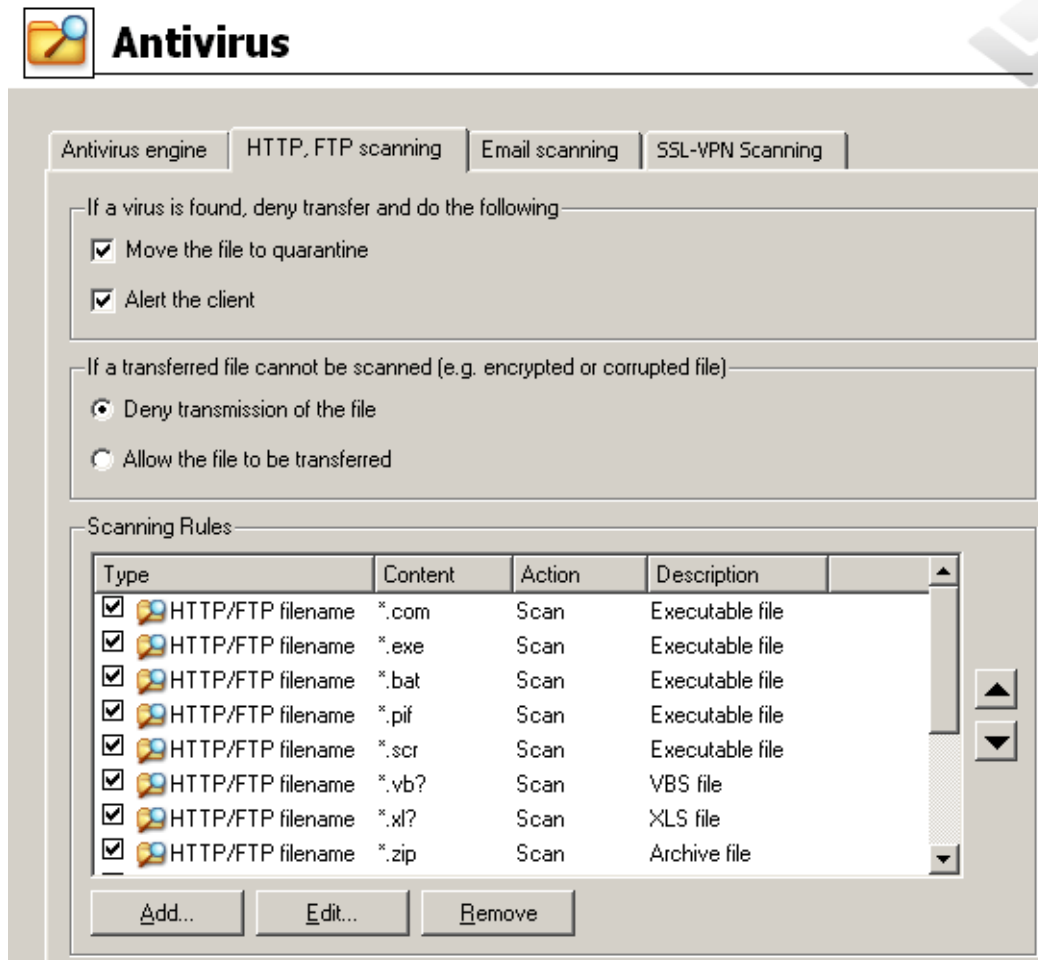 Antivirus
Antivirus engine HTTP, FTP scanning Email scanning SSL-VPN Scanning
If a virus is found, deny transfer and do the following
Move the file to quarantine
Alert the client
If a transferred file cannot be scanned (e.g. encrypted or corrupted file)
Deny transmission of the file
Allow the file to be transferred
Scanning Rules
Type Content Action Description
HTTP/FTP filename *.com Scan Executable file
HTTP/FTP filename *.exe Scan Executable file
HTTP/FTP filename *.bat Scan Executable file
HTTP/FTP filename *.pif Scan Executable file
HTTP/FTP filename *.scr Scan Executable file
HTTP/FTP filename *.vb? Scan VBS file
HTTP/FTP filename *.xl? Scan XLS file
HTTP/FTP filename *.zip Scan Archive file
Add... Edit... Remove